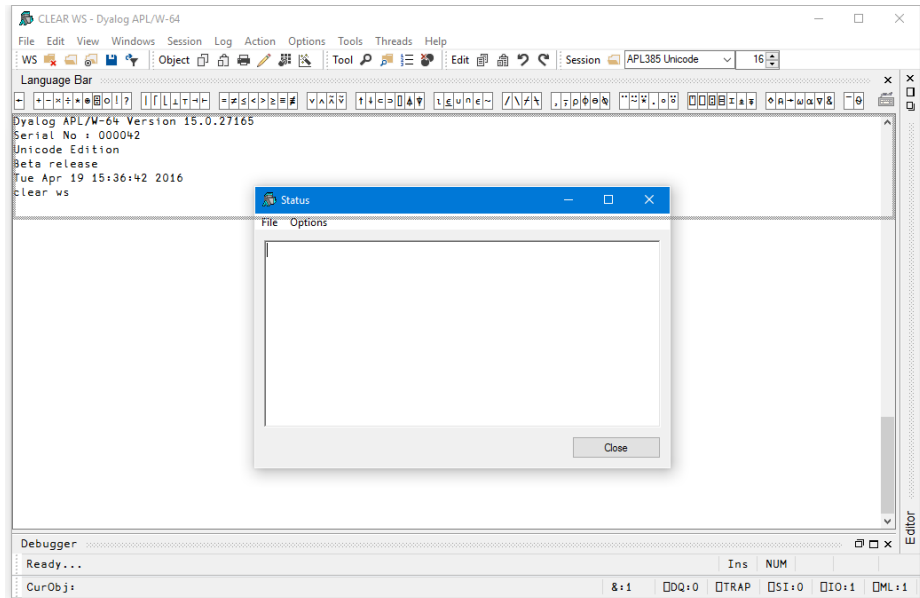 CLEAR WS - Dyalog APL/W-64
File Edit View Windows Session Log Action Options Tools Threads Help
WS Object Tool Edit Session APL385 Unicode 16
Language Bar
← + - × ÷ * ⍟ ⌹ ○ ! ? | ⌈ ⌊ ⊥ ⊤ ⊣ ⊢ = ≠ ≤ < > ≥ ≡ ≢ ∨ ∧ ⍲ ⍱ ↑ ↓ ⊂ ⊃ ⌷ ⍋ ⍒ ⍳ ⍷ ∪ ∩ ∊ ~ / \ ⌿ ⍀ , ⍪ ⍴ ⌽ ⊖ ⍉ ¨ ⍨ ⍣ . ∘ ⍤ ⍞ ⎕ ⍠ ⌸ ⌶ ⍎ ⍕ ⋄ ⍝ → ⍵ ⍺ ∇ & ¯ ⍬
Dyalog APL/W-64 Version 15.0.27165
Serial No : 000042
Unicode Edition
Beta release
Tue Apr 19 15:36:42 2016
clear ws
Status
File Options
Close
Editor
Debugger
Ready... Ins NUM
CurObj: &:1 ⎕DQ:0 ⎕TRAP ⎕SI:0 ⎕IO:1 ⎕ML:1